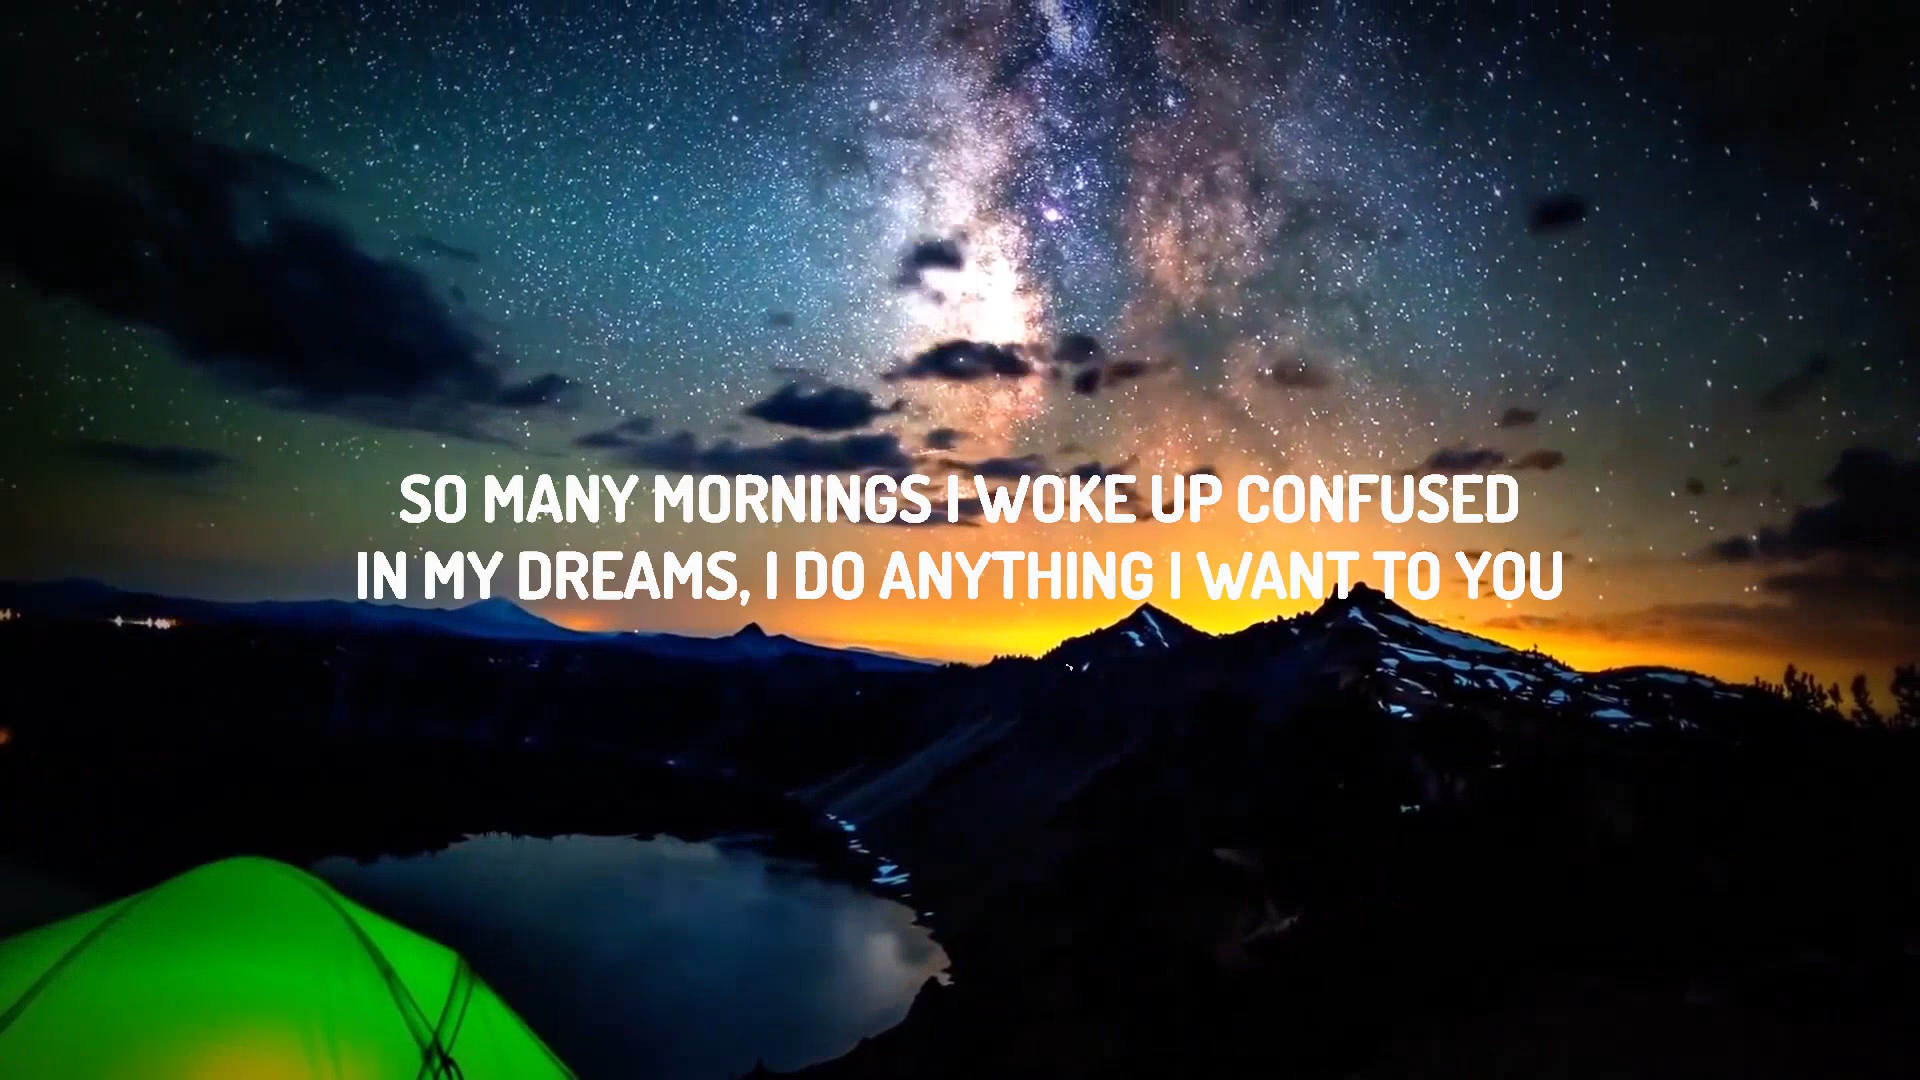 SO MANY MORNINGS I WOKE UP CONFUSED
IN MY DREAMS, I DO ANYTHING I WANT TO YOU